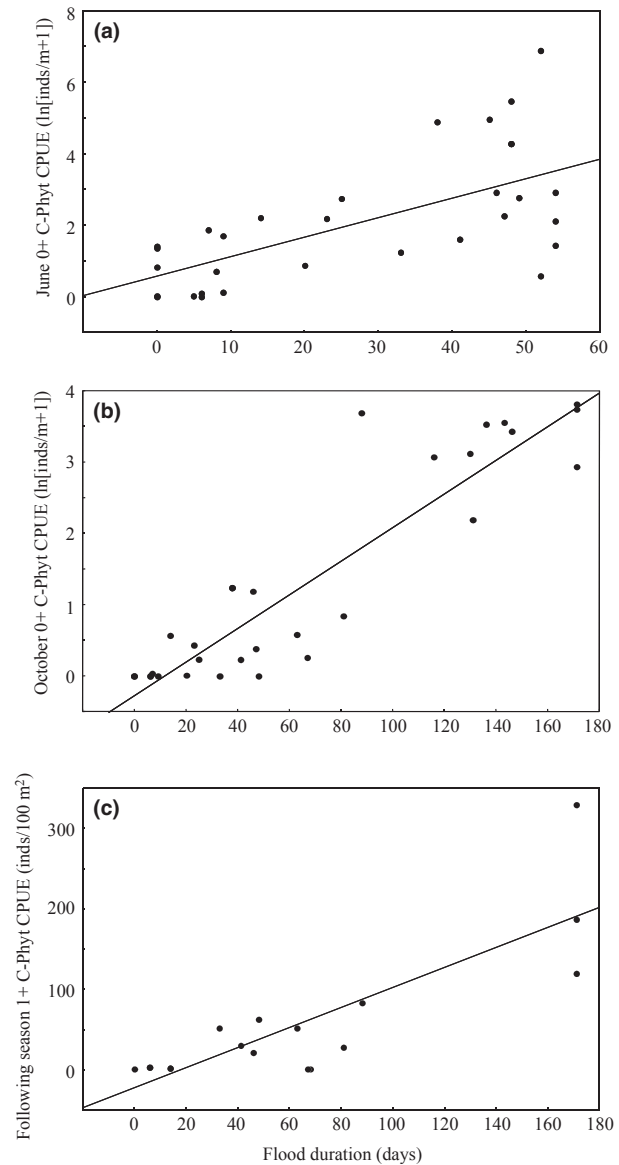 (a)
June 0+ C-Phyt CPUE (ln[inds/m+1])
8
6
4
2
0
0 10 20 30 40 50 60
(b)
October 0+ C-Phyt CPUE (ln[inds/m+1])
4
3
2
1
0
0 20 40 60 80 100 120 140 160 180
(c)
Following season 1+ C-Phyt CPUE (inds/100 m²)
300
200
100
0
0 20 40 60 80 100 120 140 160 180
Flood duration (days)